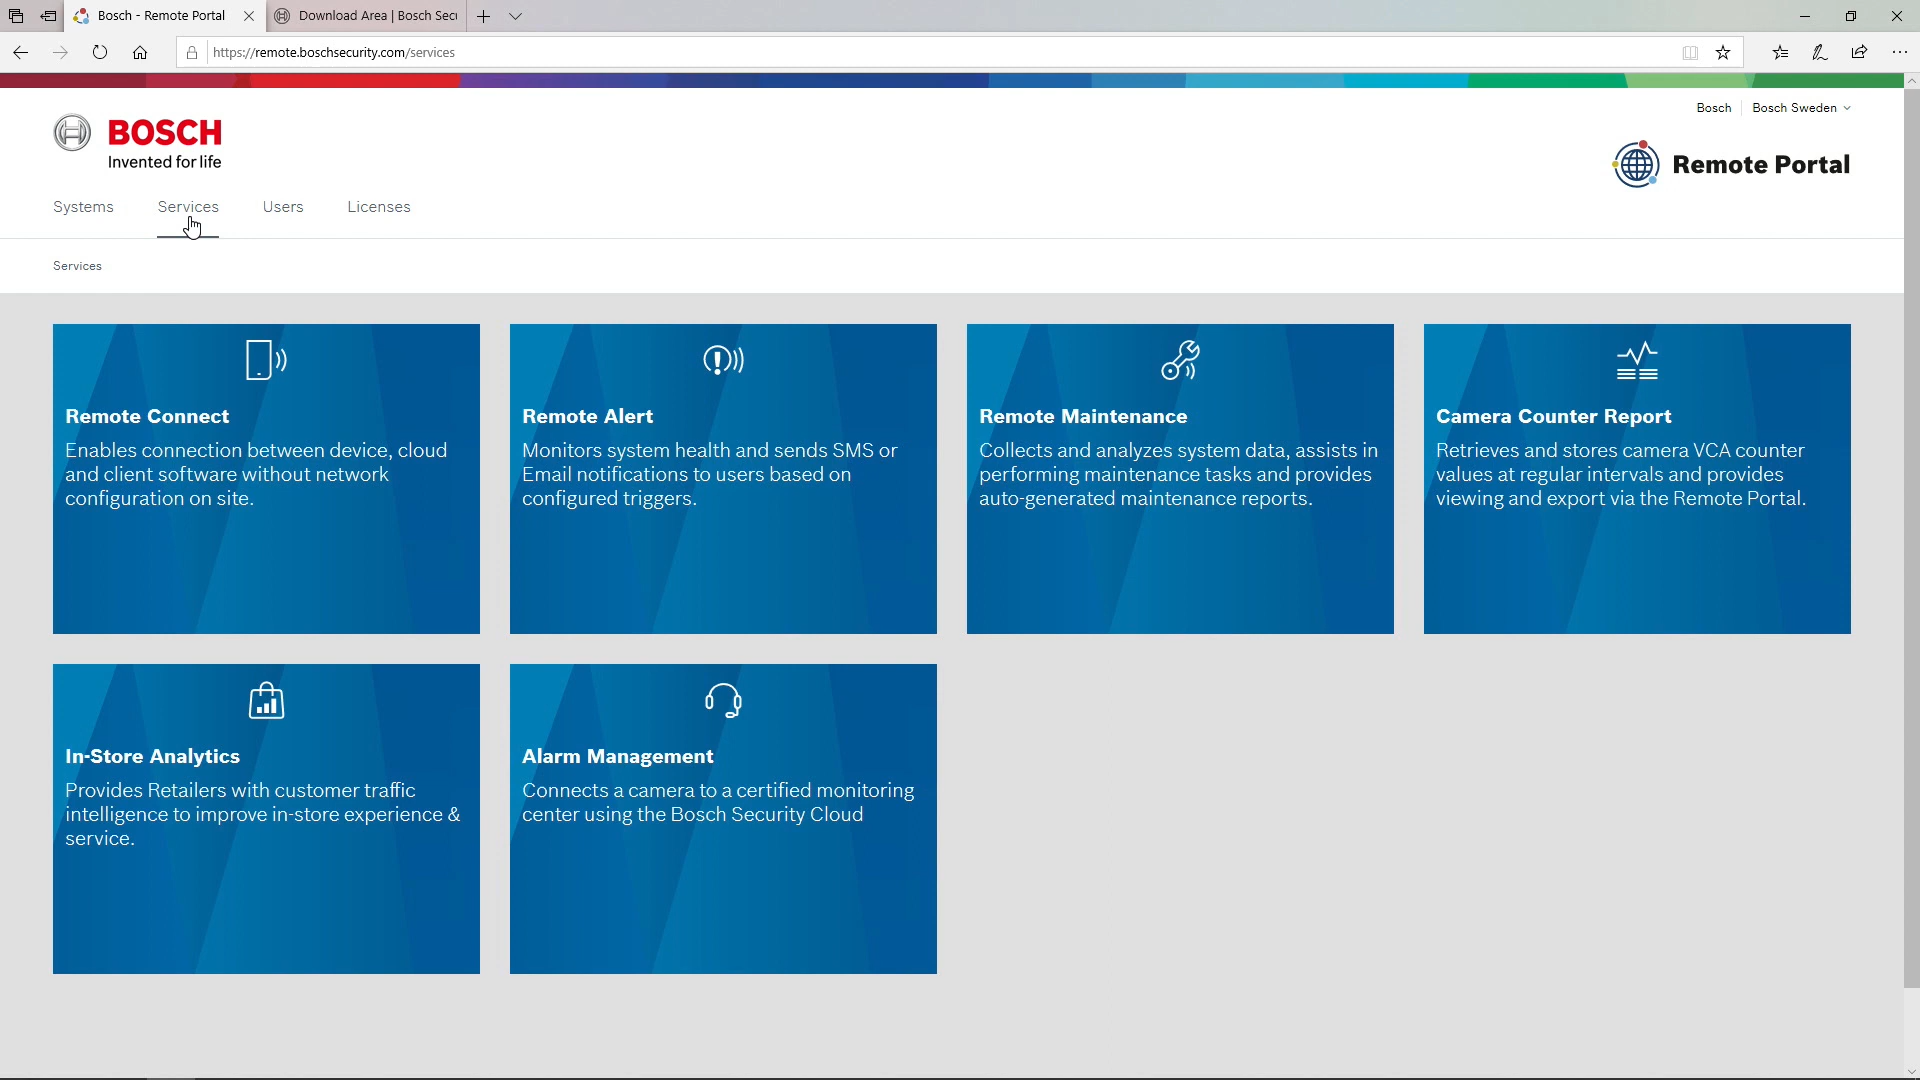 Bosch - Remote Portal
Download Area | Bosch Secu
https://remote.boschsecurity.com/services
Bosch
Bosch Sweden
BOSCH
Invented for life
Remote Portal
Systems
Services
Users
Licenses
Services
Remote Connect
Enables connection between device, cloud
and client software without network
configuration on site.
Remote Alert
Monitors system health and sends SMS or
Email notifications to users based on
configured triggers.
Remote Maintenance
Collects and analyzes system data, assists in
performing maintenance tasks and provides
auto-generated maintenance reports.
Camera Counter Report
Retrieves and stores camera VCA counter
values at regular intervals and provides
viewing and export via the Remote Portal.
In-Store Analytics
Provides Retailers with customer traffic
intelligence to improve in-store experience &
service.
Alarm Management
Connects a camera to a certified monitoring
center using the Bosch Security Cloud